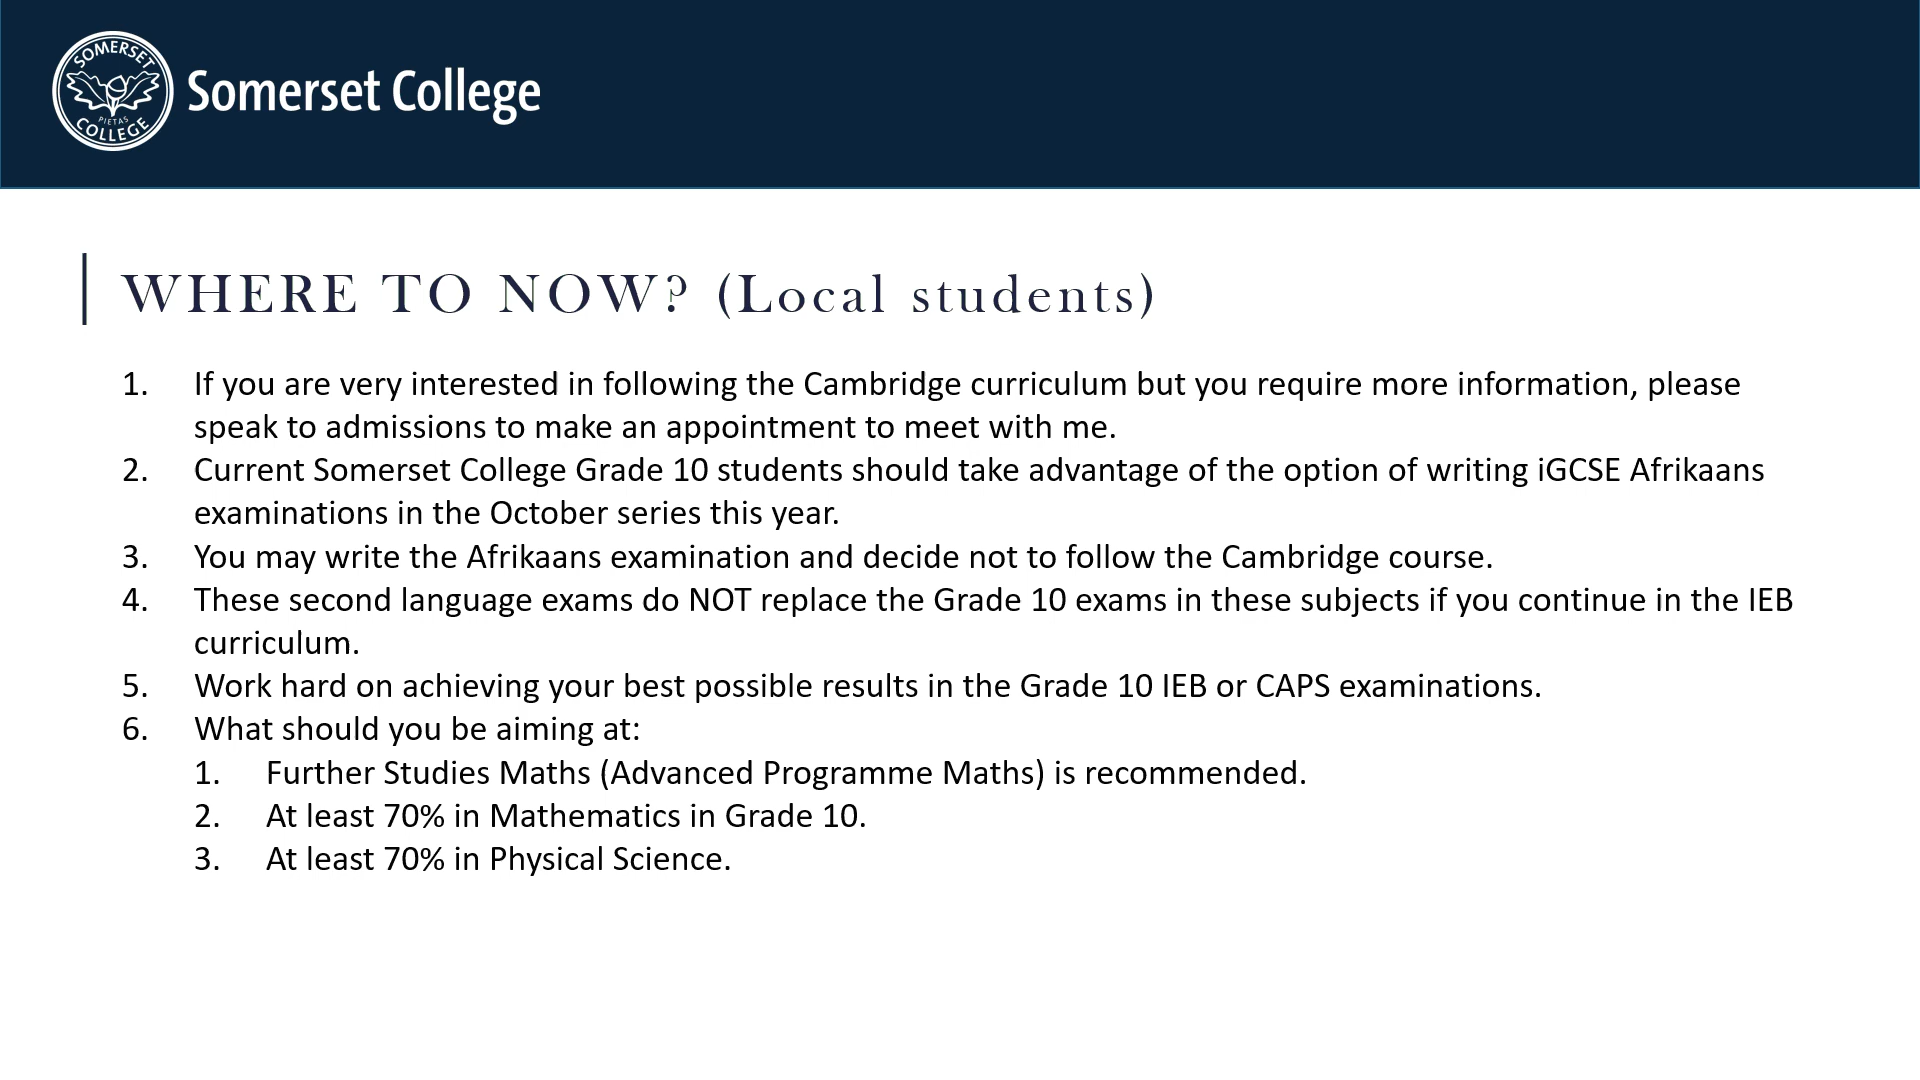 SOMERSET
PIETAS
COLLEGE
Somerset College
WHERE TO NOW? (Local students)
1. If you are very interested in following the Cambridge curriculum but you require more information, please
speak to admissions to make an appointment to meet with me.
2. Current Somerset College Grade 10 students should take advantage of the option of writing iGCSE Afrikaans
examinations in the October series this year.
3. You may write the Afrikaans examination and decide not to follow the Cambridge course.
4. These second language exams do NOT replace the Grade 10 exams in these subjects if you continue in the IEB
curriculum.
5. Work hard on achieving your best possible results in the Grade 10 IEB or CAPS examinations.
6. What should you be aiming at:
1. Further Studies Maths (Advanced Programme Maths) is recommended.
2. At least 70% in Mathematics in Grade 10.
3. At least 70% in Physical Science.